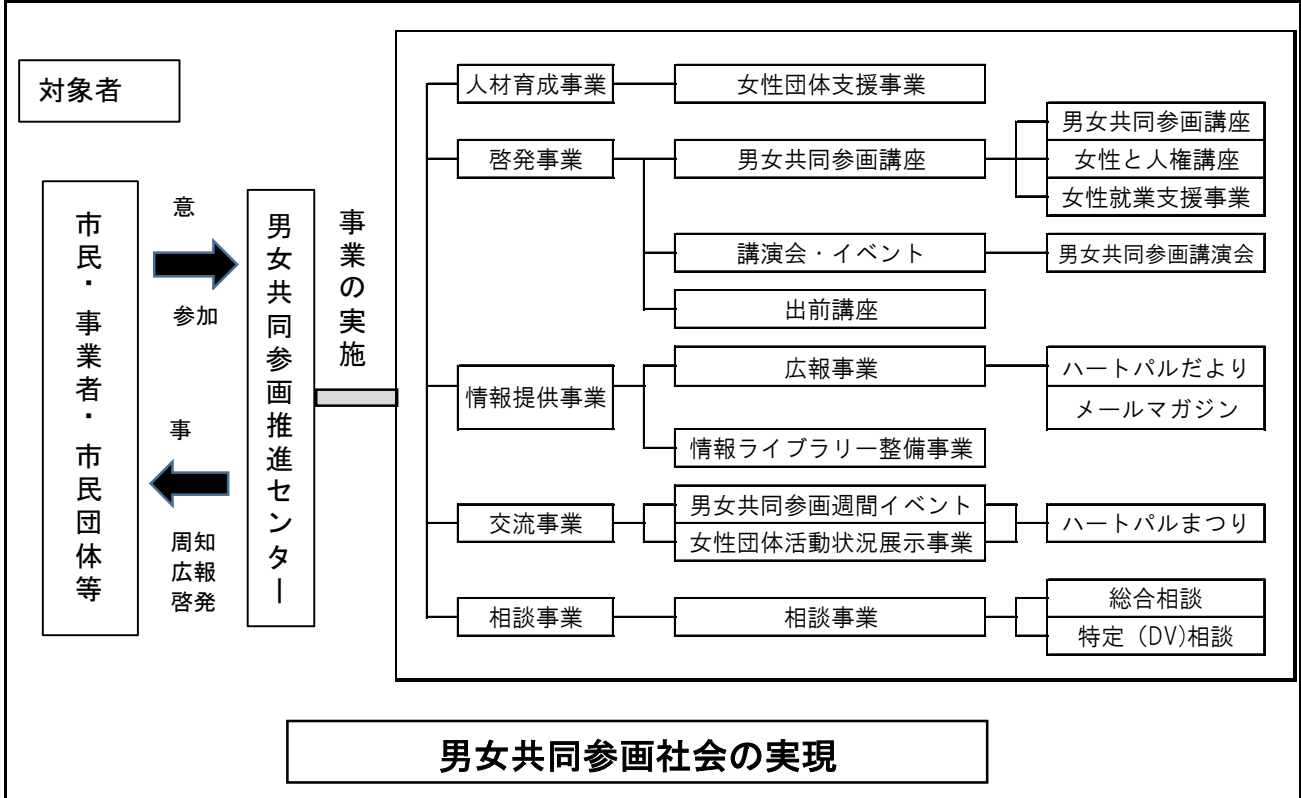 対象者
市民・事業者・市民団体等
意
参加
事
周知
広報
啓発
男女共同参画推進センター
事業の実施
人材育成事業
女性団体支援事業
啓発事業
男女共同参画講座
男女共同参画講座
女性と人権講座
女性就業支援事業
講演会・イベント
男女共同参画講演会
出前講座
情報提供事業
広報事業
ハートパルだより
メールマガジン
情報ライブラリー整備事業
交流事業
男女共同参画週間イベント
女性団体活動状況展示事業
ハートパルまつり
相談事業
相談事業
総合相談
特定（DV)相談
男女共同参画社会の実現